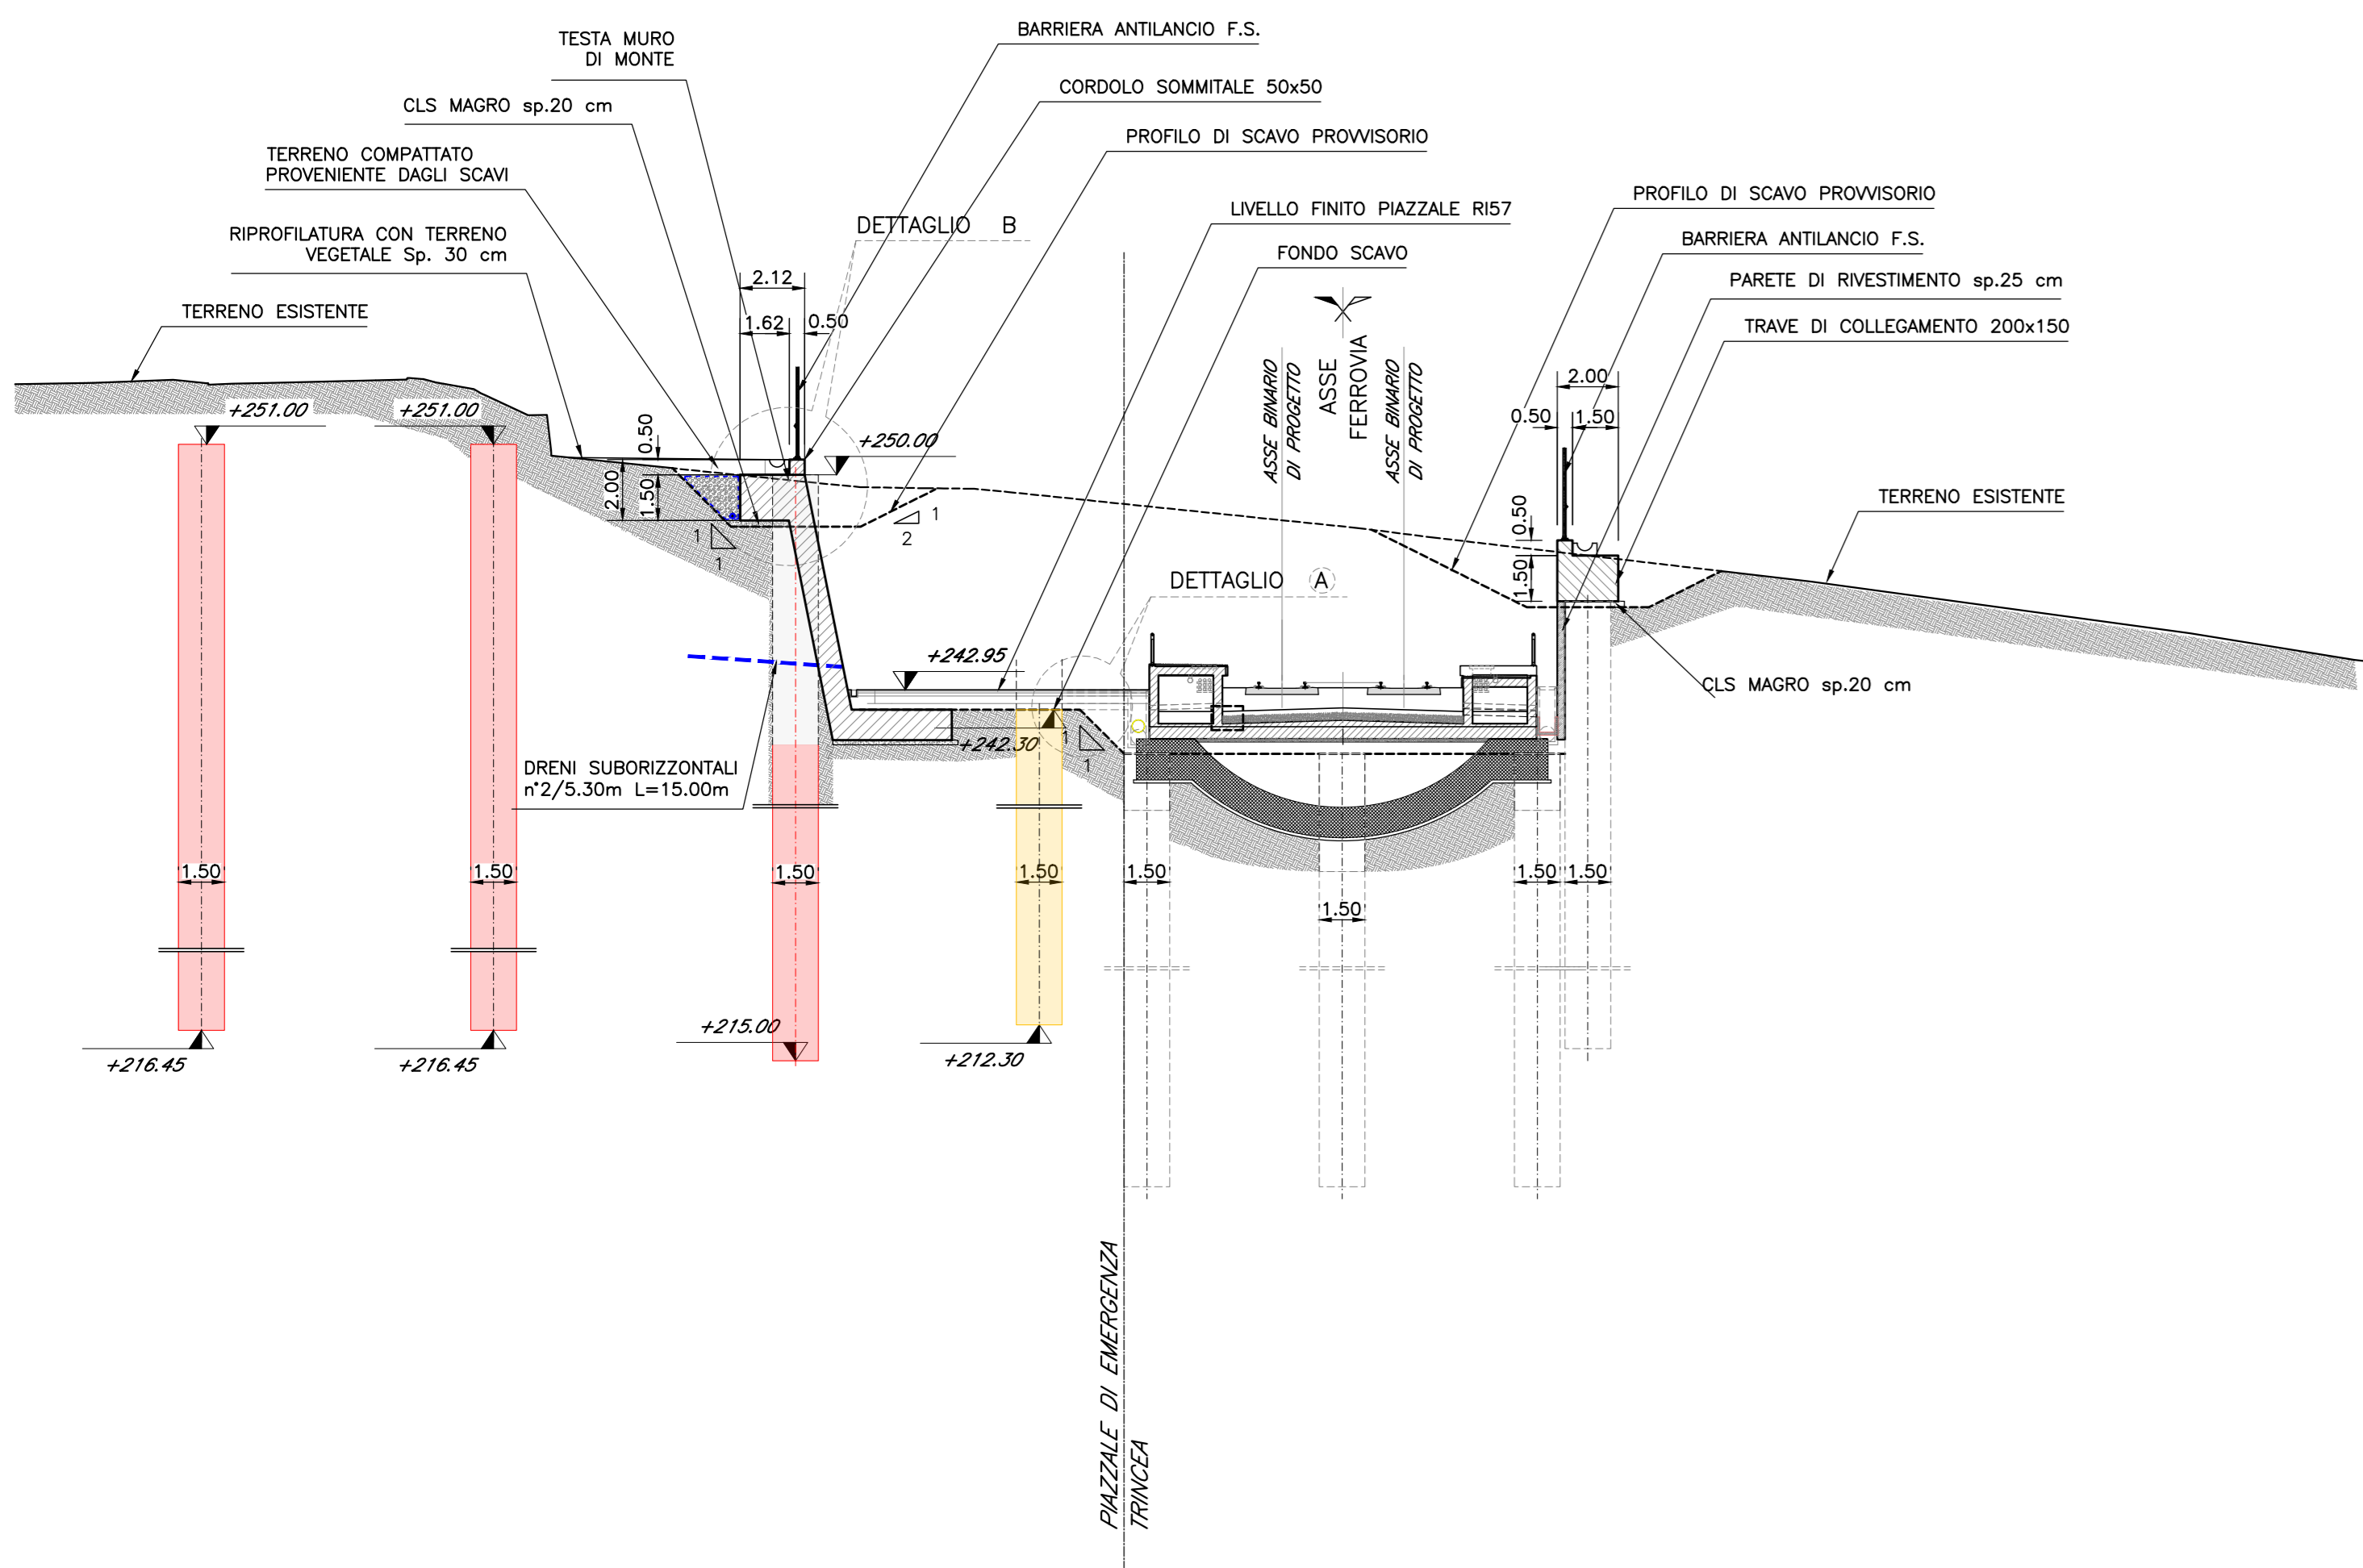 BARRIERA ANTILANCIO F.S.
TESTA MURO
DI MONTE
CORDOLO SOMMITALE 50x50
CLS MAGRO sp.20 cm
PROFILO DI SCAVO PROVVISORIO
TERRENO COMPATTATO
PROVENIENTE DAGLI SCAVI
PROFILO DI SCAVO PROVVISORIO
LIVELLO FINITO PIAZZALE RI57
DETTAGLIO B
RIPROFILATURA CON TERRENO
VEGETALE Sp. 30 cm
BARRIERA ANTILANCIO F.S.
FONDO SCAVO
PARETE DI RIVESTIMENTO sp.25 cm
2.12
TERRENO ESISTENTE
1.62
0.50
TRAVE DI COLLEGAMENTO 200x150
ASSE BINARIO
DI PROGETTO
ASSE
FERROVIA
ASSE BINARIO
DI PROGETTO
2.00
+251.00
+251.00
0.50
1.50
0.50
+250.00
2.00
1.50
TERRENO ESISTENTE
0.50
1
2
1
1
1.50
DETTAGLIO A
+242.95
CLS MAGRO sp.20 cm
+242.30
1
1
DRENI SUBORIZZONTALI
n°2/5.30m L=15.00m
1.50
1.50
1.50
1.50
1.50
1.50
1.50
1.50
+215.00
+216.45
+216.45
+212.30
PIAZZALE DI EMERGENZA
TRINCEA